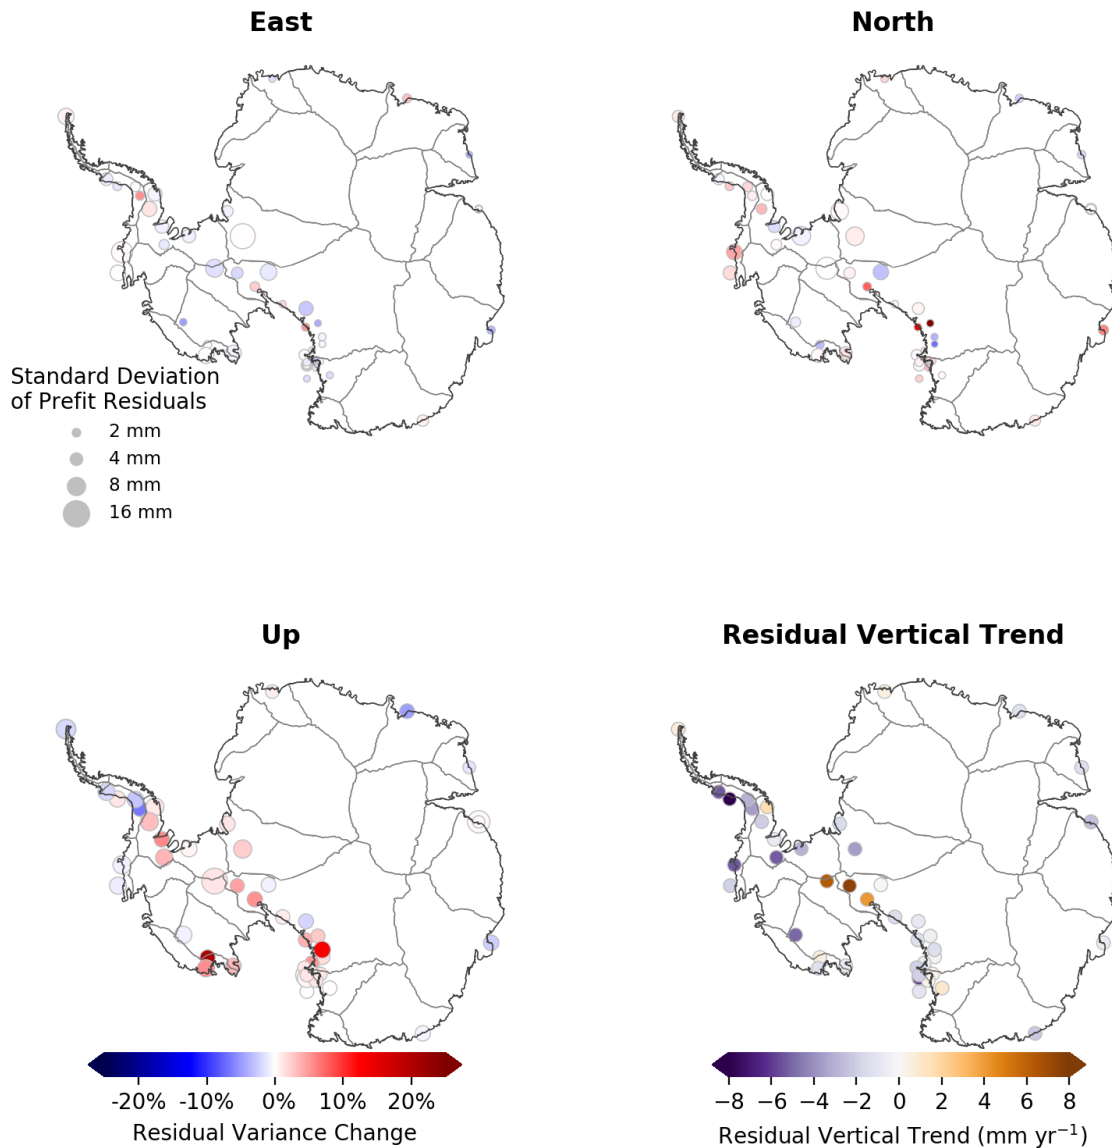 East
North
Standard Deviation
of Prefit Residuals
2 mm
4 mm
8 mm
16 mm
Up
Residual Vertical Trend
-20% -10% 0% 10% 20%
Residual Variance Change
−8 −6 −4 −2 0 2 4 6 8
Residual Vertical Trend (mm yr⁻¹)